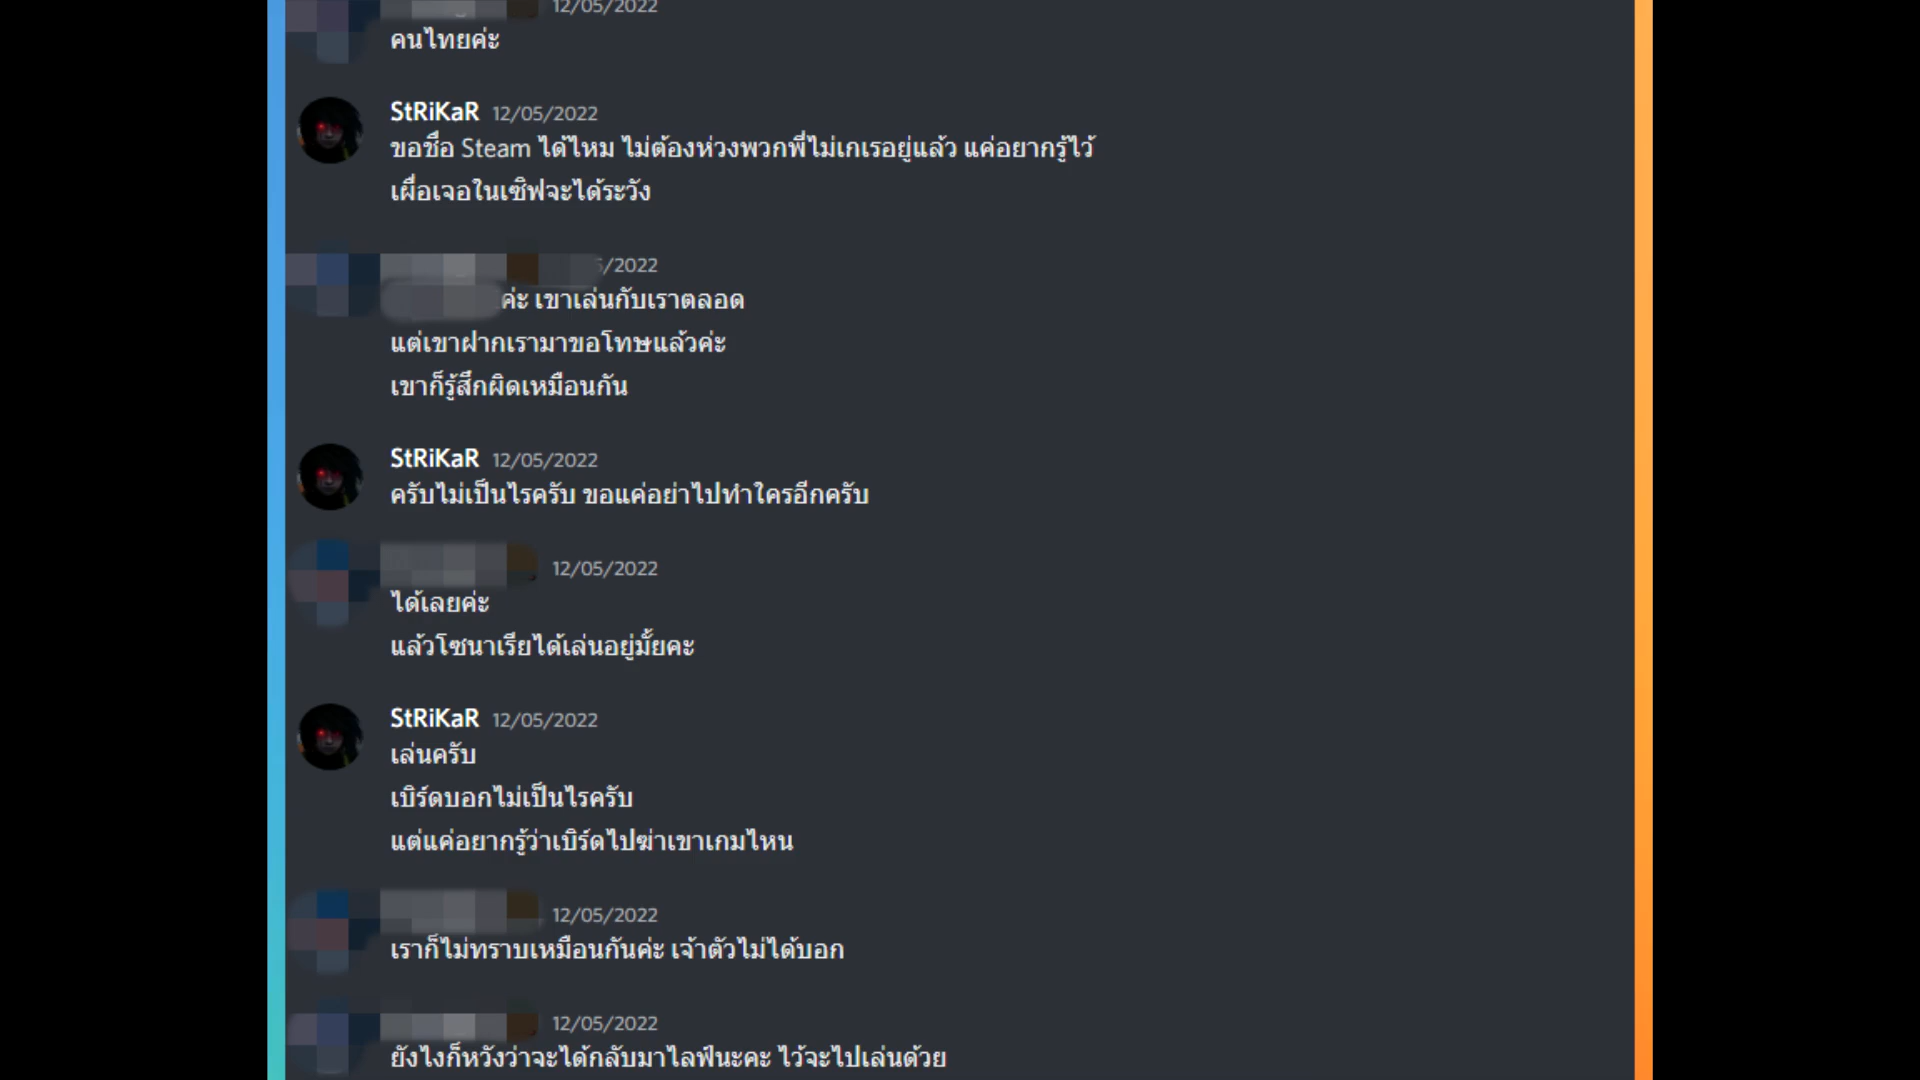 12/05/2022
คนไทยค่ะ
StRiKaR 12/05/2022
ขอชื่อ Steam ได้ไหม ไม่ต้องห่วงพวกพี่ไม่เกเรอยู่แล้ว แค่อยากรู้ไว้
เผื่อเจอในเซิฟจะได้ระวัง
/2022
ค่ะ เขาเล่นกับเราตลอด
แต่เขาฝากเรามาขอโทษแล้วค่ะ
เขาก็รู้สึกผิดเหมือนกัน
StRiKaR 12/05/2022
ครับไม่เป็นไรครับ ขอแค่อย่าไปทำใครอีกครับ
12/05/2022
ได้เลยค่ะ
แล้วโซนาเรียได้เล่นอยู่มั้ยคะ
StRiKaR 12/05/2022
เล่นครับ
เบิร์ดบอกไม่เป็นไรครับ
แต่แค่อยากรู้ว่าเบิร์ดไปฆ่าเขาเกมไหน
12/05/2022
เราก็ไม่ทราบเหมือนกันค่ะ เจ้าตัวไม่ได้บอก
12/05/2022
ยังไงก็หวังว่าจะได้กลับมาไลฟ์นะคะ ไว้จะไปเล่นด้วย